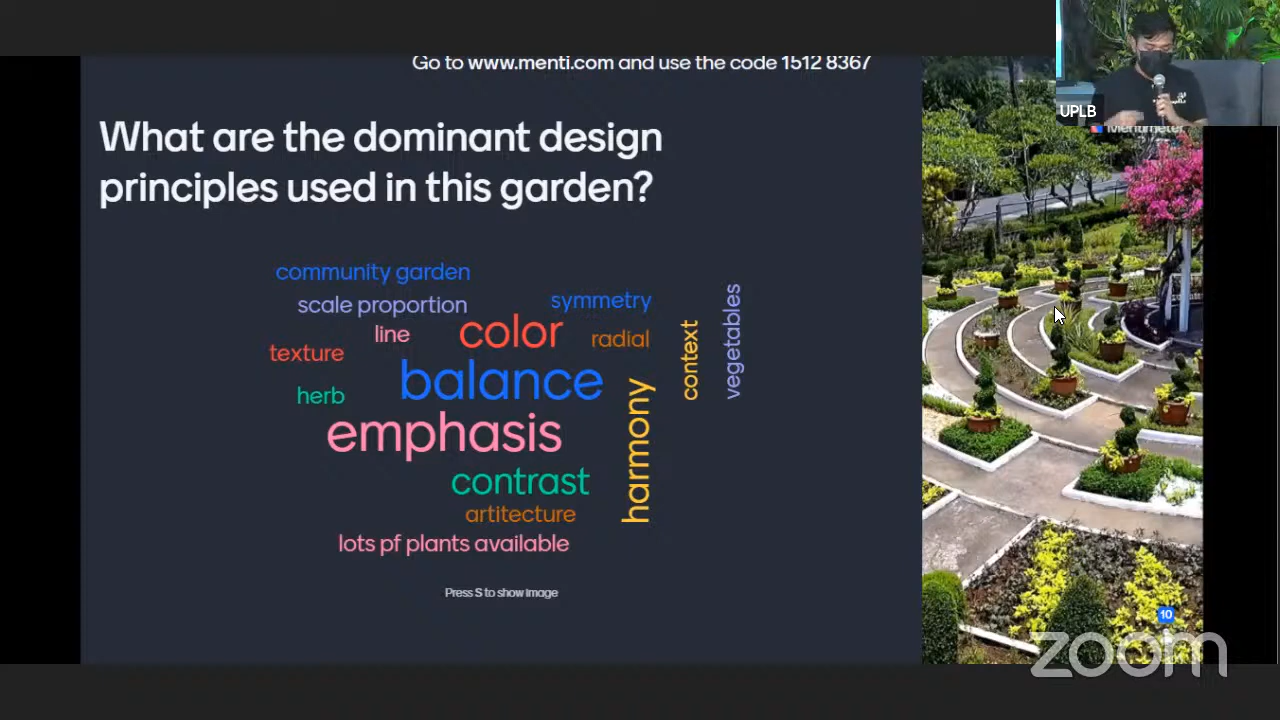 Go to www.menti.com and use the code 1512 8367
UPLB
Mentimeter
What are the dominant design
principles used in this garden?
community garden
scale proportion
symmetry
vegetables
line
color
radial
context
texture
balance
herb
harmony
emphasis
contrast
artitecture
lots pf plants available
Press S to show image
10
zoom